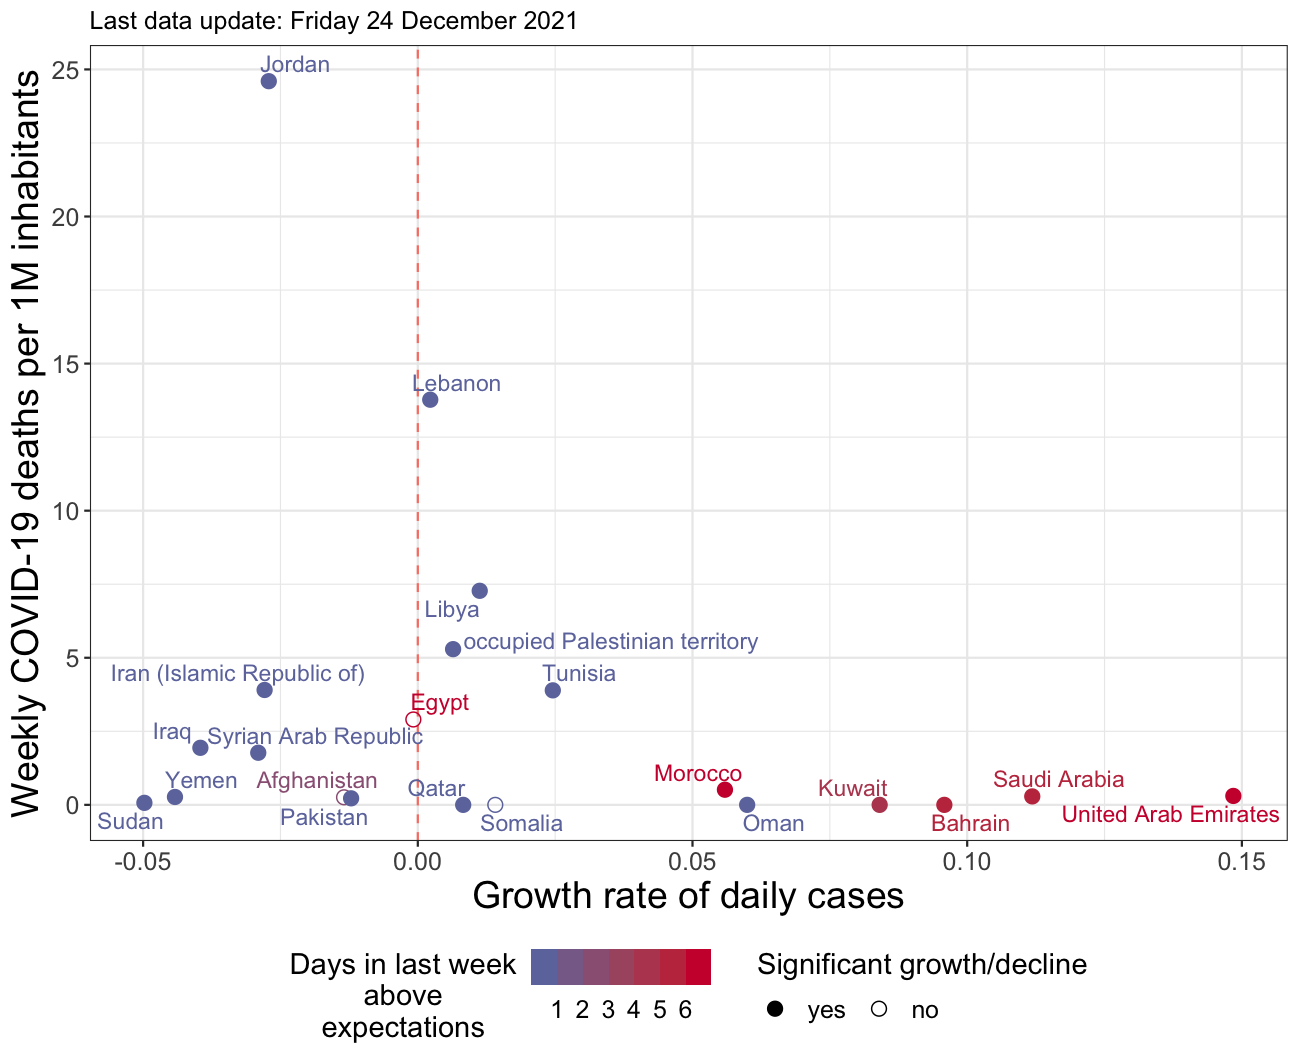 Last data update: Friday 24 December 2021
Weekly COVID-19 deaths per 1M inhabitants
25
20
15
10
5
0
Jordan
Lebanon
Libya
occupied Palestinian territory
Iran (Islamic Republic of)
Tunisia
Egypt
Iraq
Syrian Arab Republic
Yemen
Afghanistan
Qatar
Morocco
Kuwait
Saudi Arabia
Sudan
Pakistan
Somalia
Oman
Bahrain
United Arab Emirates
-0.05
0.00
0.05
0.10
0.15
Growth rate of daily cases
Days in last week
above
expectations
1 2 3 4 5 6
Significant growth/decline
yes
no